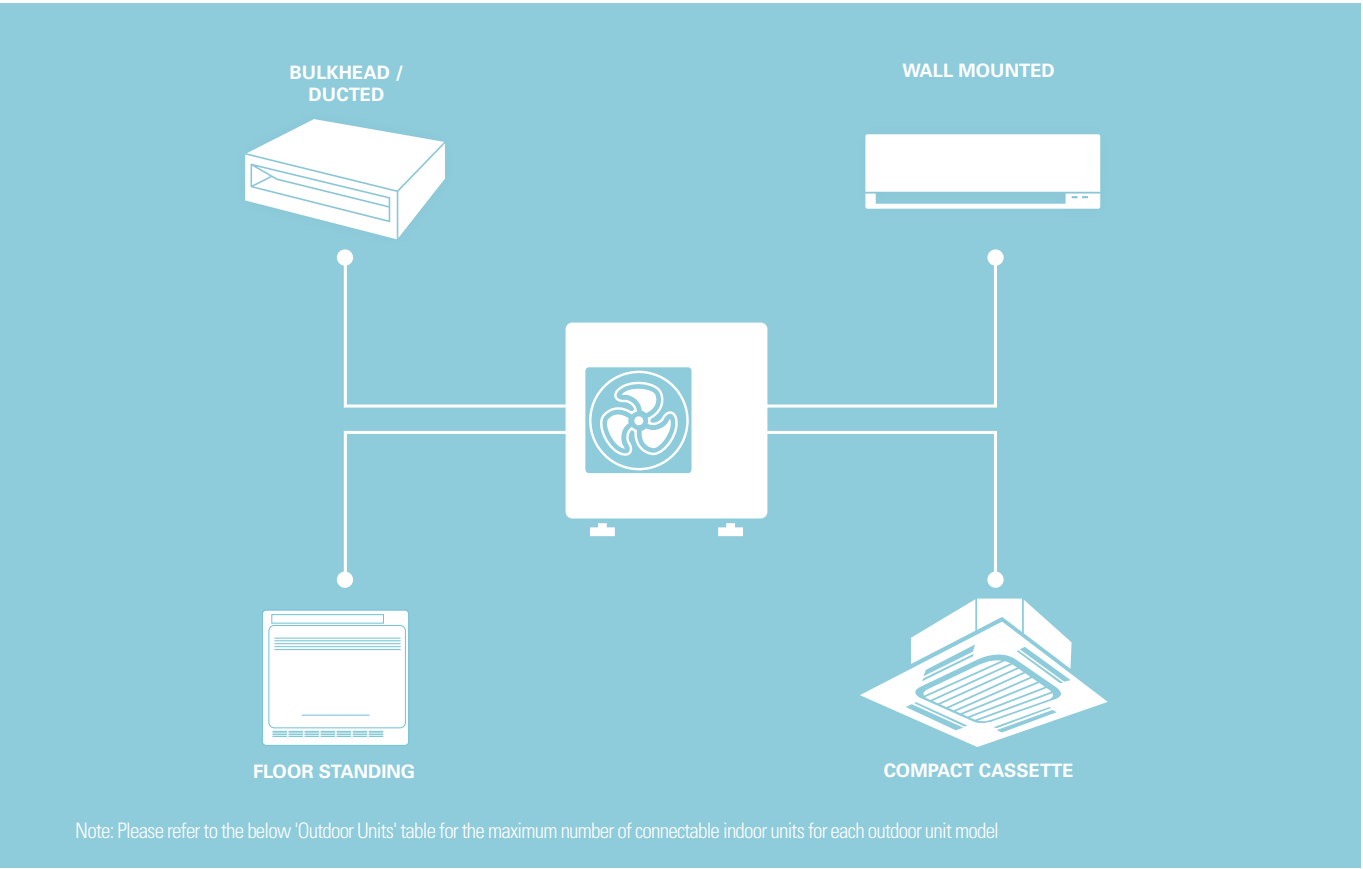 BULKHEAD /
DUCTED
WALL MOUNTED
FLOOR STANDING
COMPACT CASSETTE
Note: Please refer to the below 'Outdoor Units' table for the maximum number of connectable indoor units for each outdoor unit model